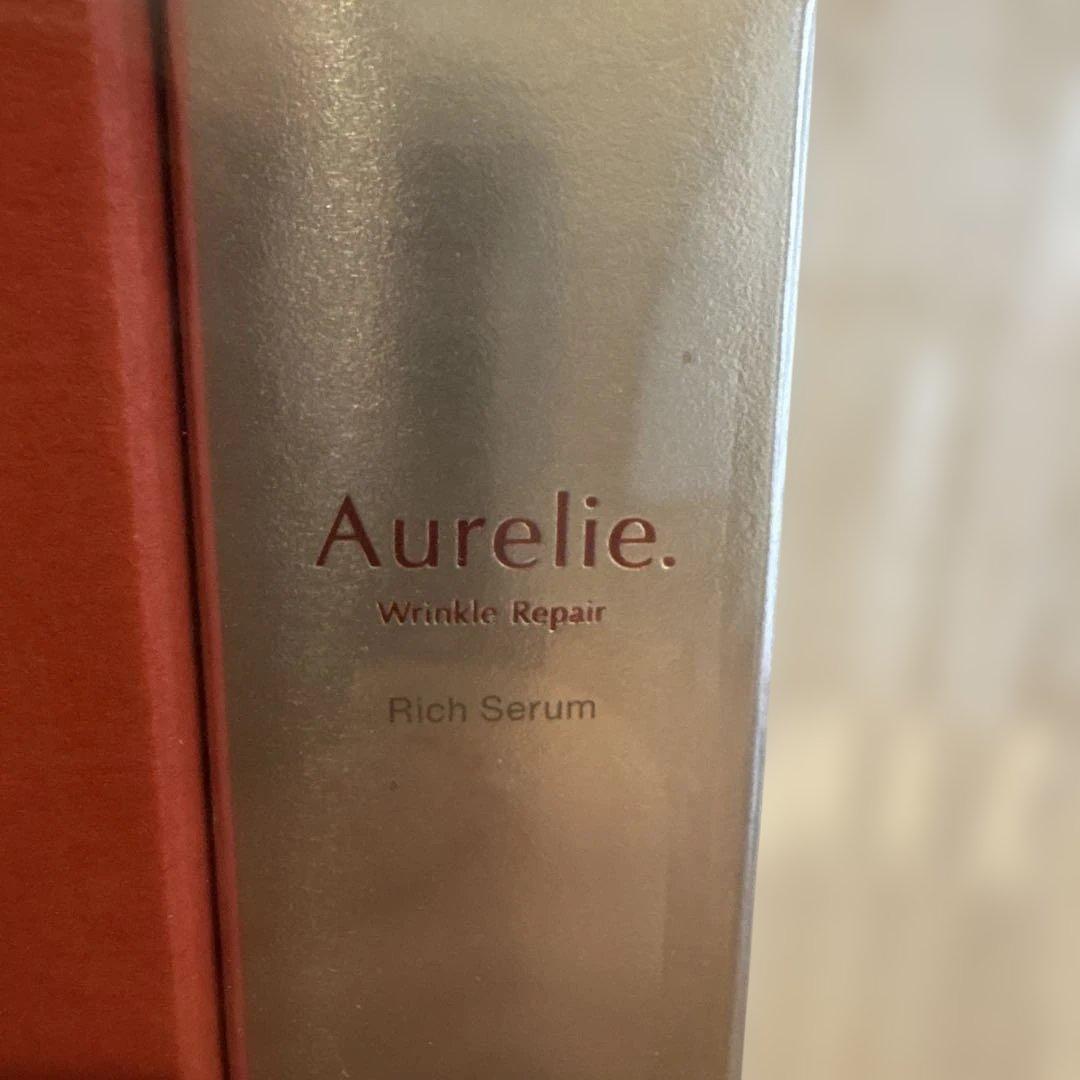 Aurelie.
Wrinkle Repair
Rich Serum